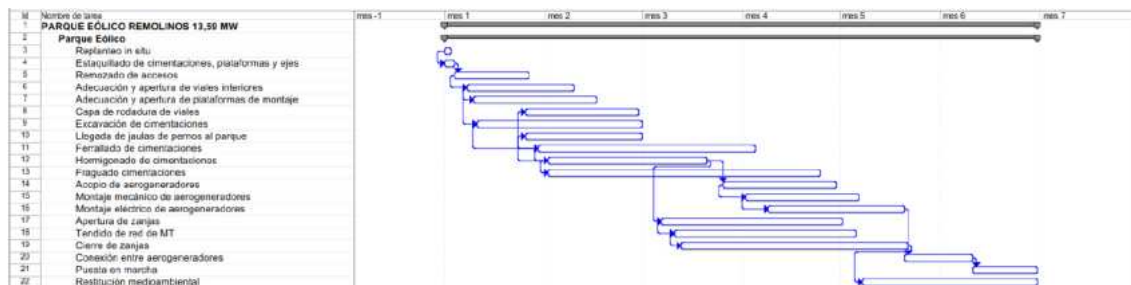 Id Nombre de tarea mes -1 mes 1 mes 2 mes 3 mes 4 mes 5 mes 6 mes 7
1 PARQUE EÓLICO REMOLINOS 13,50 MW
2 Parque Eólico
3 Replanteo in situ
4 Estaquillado de cimentaciones, plataformas y ejes
5 Remozado de accesos
6 Adecuación y apertura de viales interiores
7 Adecuación y apertura de plataformas de montaje
8 Capa de rodadura de viales
9 Excavación de cimentaciones
10 Llegada de jaulas de pernos al parque
11 Ferrallado de cimentaciones
12 Hormigonado de cimentaciones
13 Fraguado cimentaciones
14 Acopio de aerogeneradores
15 Montaje mecánico de aerogeneradores
16 Montaje eléctrico de aerogeneradores
17 Apertura de zanjas
18 Tendido de red de MT
19 Cierre de zanjas
20 Conexión entre aerogeneradores
21 Puesta en marcha
22 Restitución medioambiental